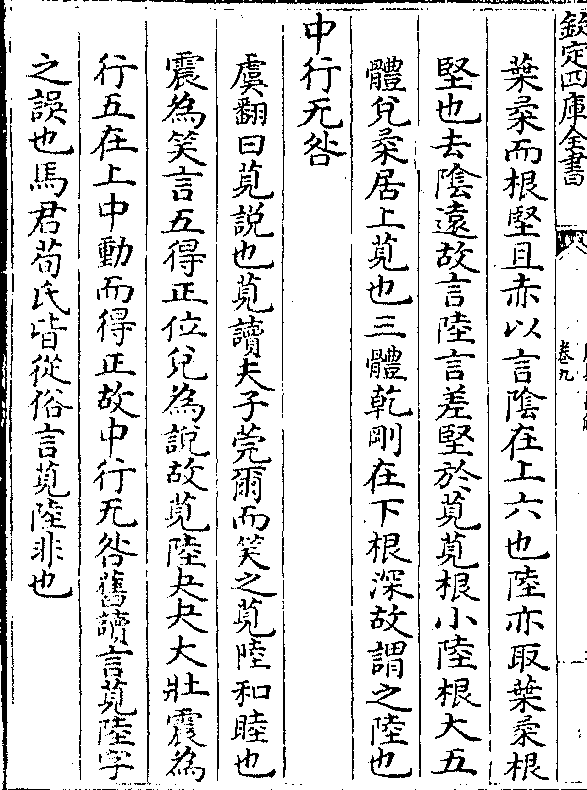 欽定四庫全書
卷九
葉柔而根堅且赤以言陰在上六也陸亦取葉柔根
堅也去陰遠故言陸言差堅於莧莧根小陸根大五
體兌柔居上莧也三體乾剛在下根深故謂之陸也
中行无咎
虞翻曰莧説也莧讀夫子莞爾而笑之莧陸和睦也
震為笑言五得正位兌為說故莧陸夬夬大壯震為
行五在上中動而得正故中行无咎舊讀言莧陸字
之誤也馬君荀氏皆從俗言莧陸非也